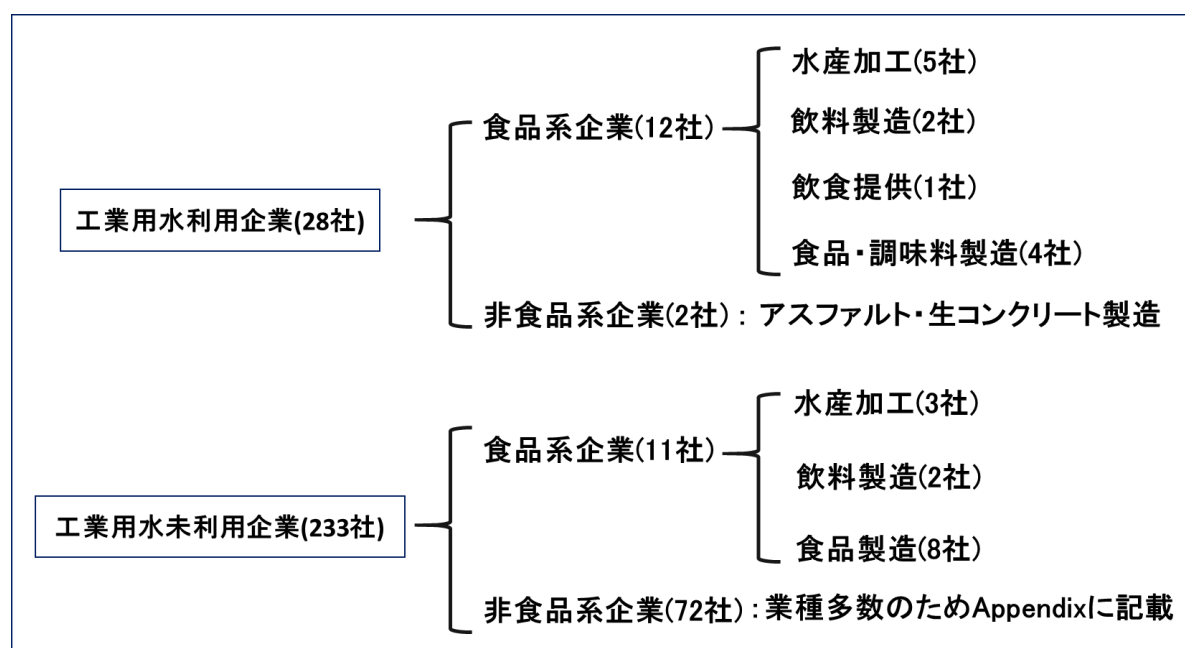 工業用水利用企業(28社)
食品系企業(12社)
水産加工(5社)
飲料製造(2社)
飲食提供(1社)
食品・調味料製造(4社)
非食品系企業(2社)：アスファルト・生コンクリート製造
工業用水未利用企業(233社)
食品系企業(11社)
水産加工(3社)
飲料製造(2社)
食品製造(8社)
非食品系企業(72社)：業種多数のためAppendixに記載